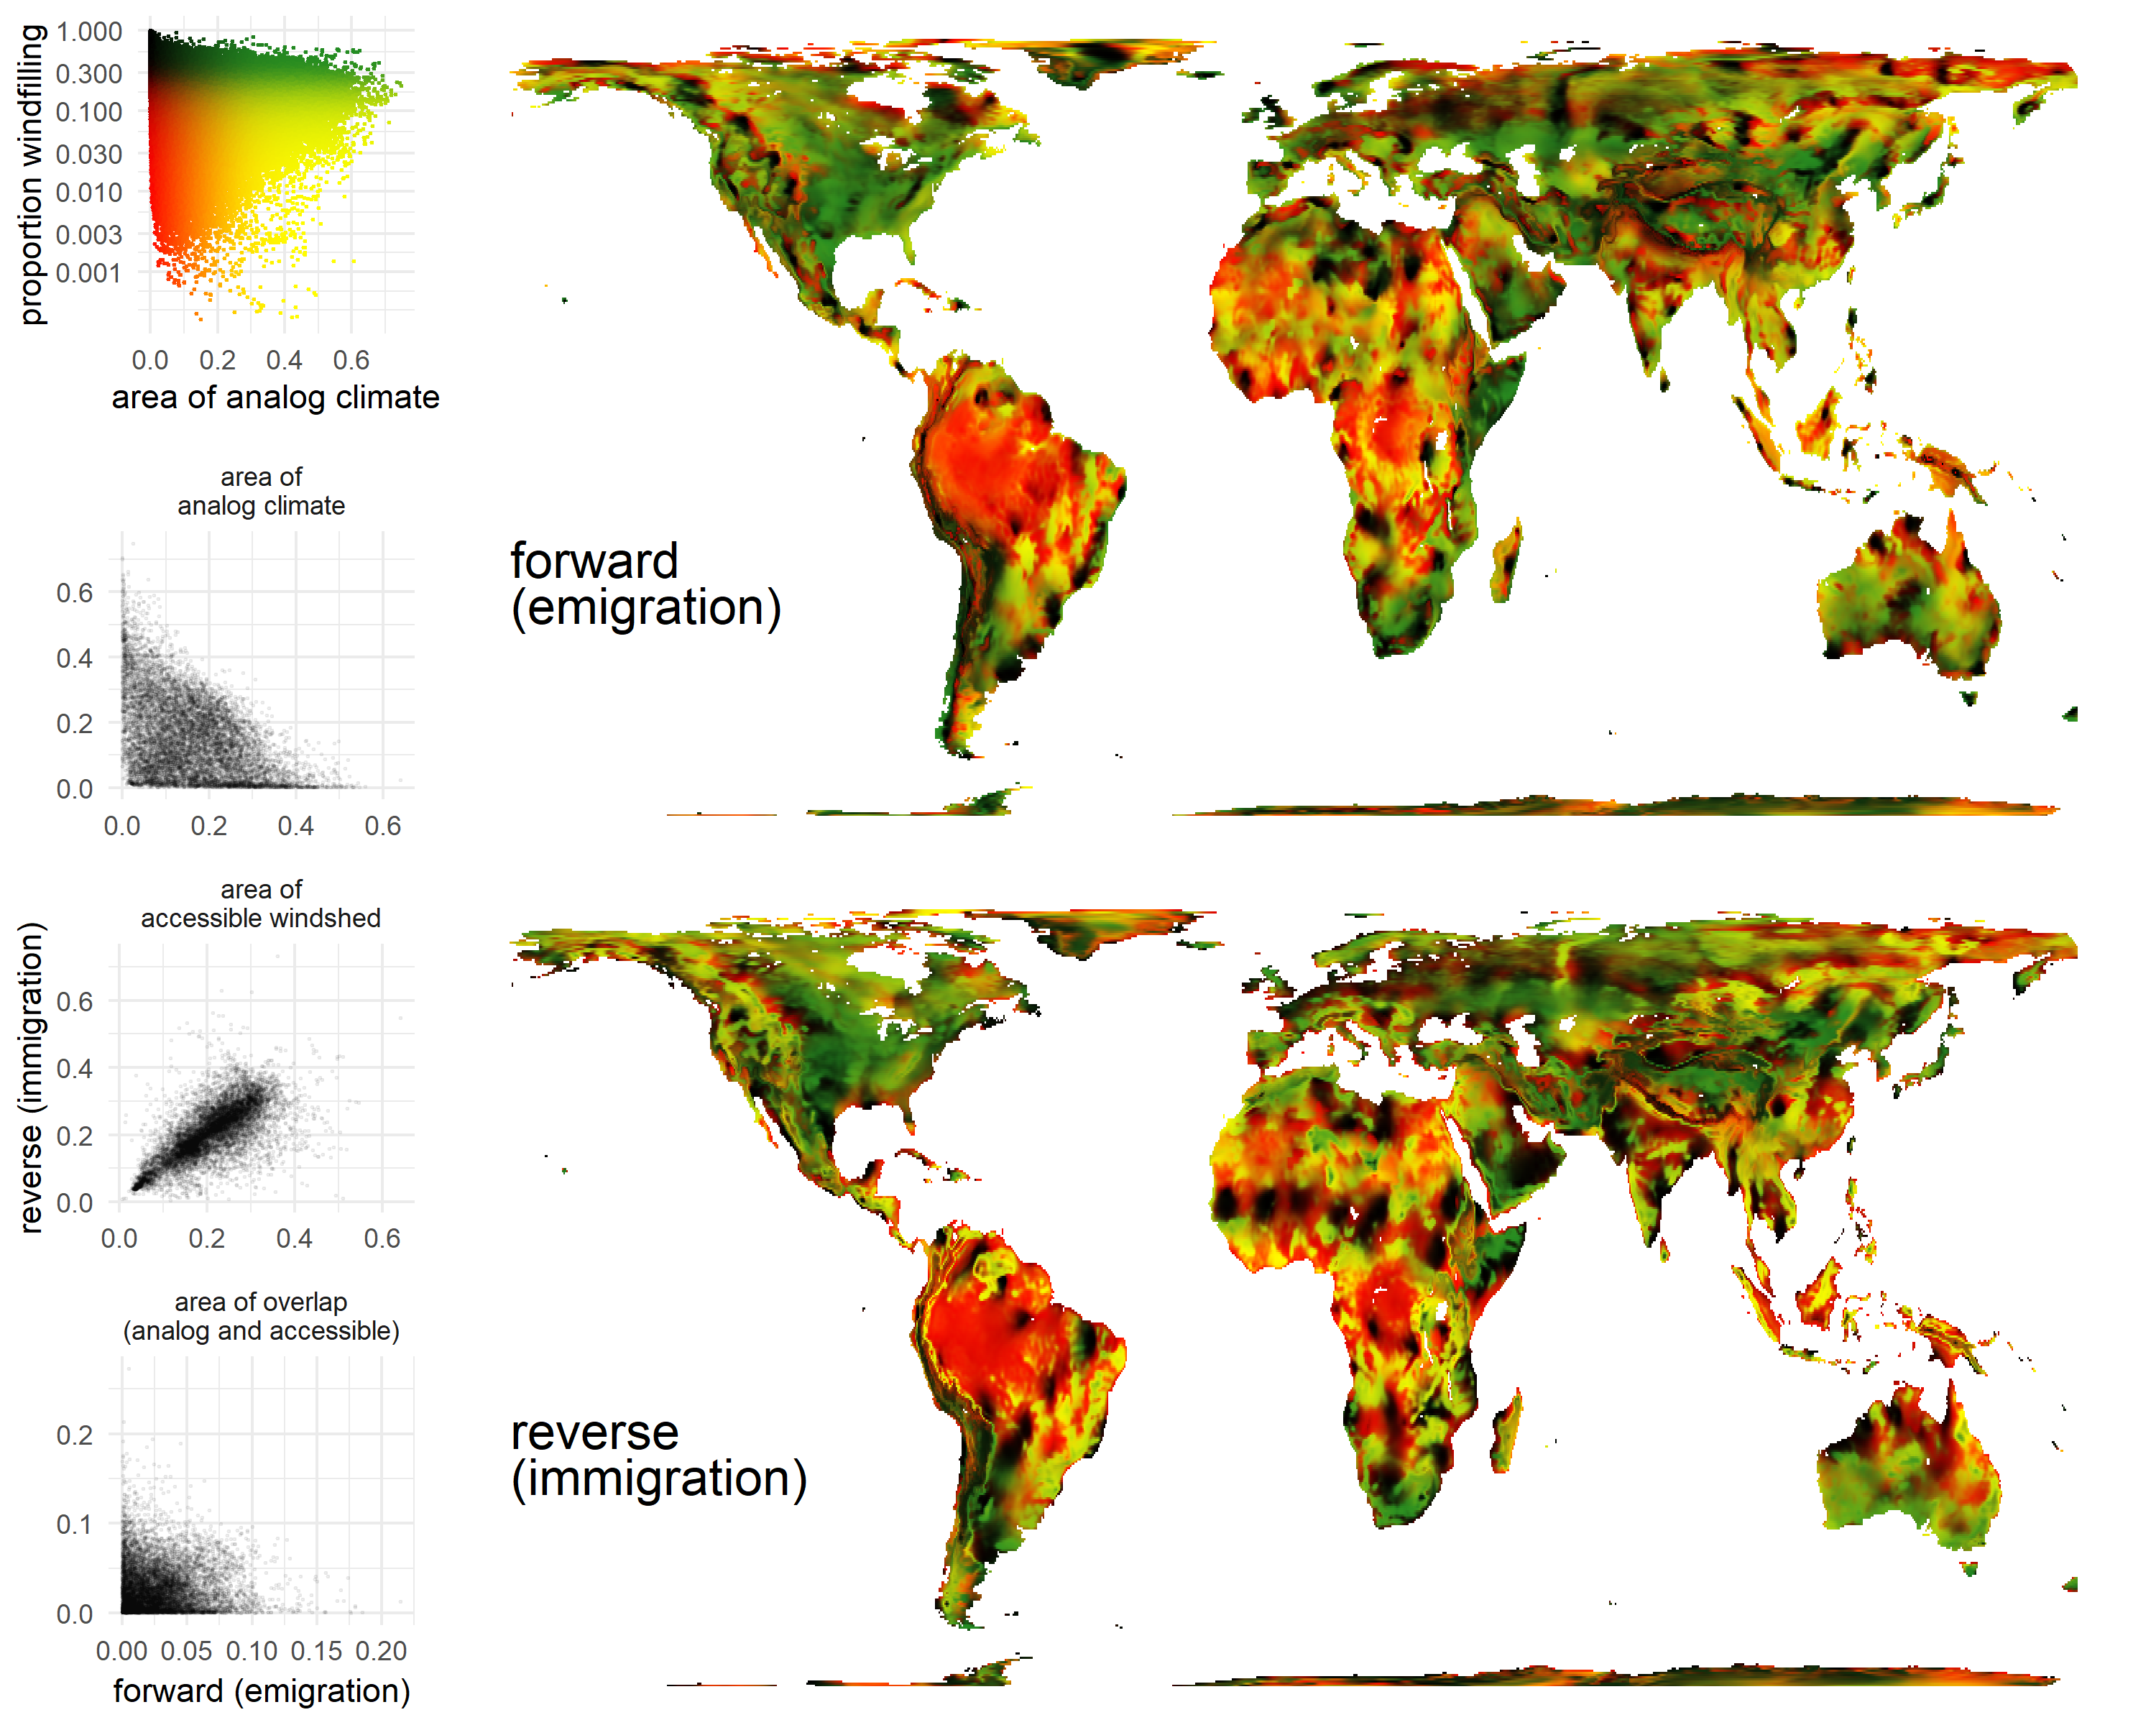 proportion windfilling
1.000
0.300
0.100
0.030
0.010
0.003
0.001
0.0 0.2 0.4 0.6
area of analog climate
area of
analog climate
0.6
0.4
0.2
0.0
0.0 0.2 0.4 0.6
forward
(emigration)
reverse (immigration)
area of
accessible windshed
0.6
0.4
0.2
0.0
0.0 0.2 0.4 0.6
area of overlap
(analog and accessible)
0.2
0.1
0.0
0.00 0.05 0.10 0.15 0.20
forward (emigration)
reverse
(immigration)